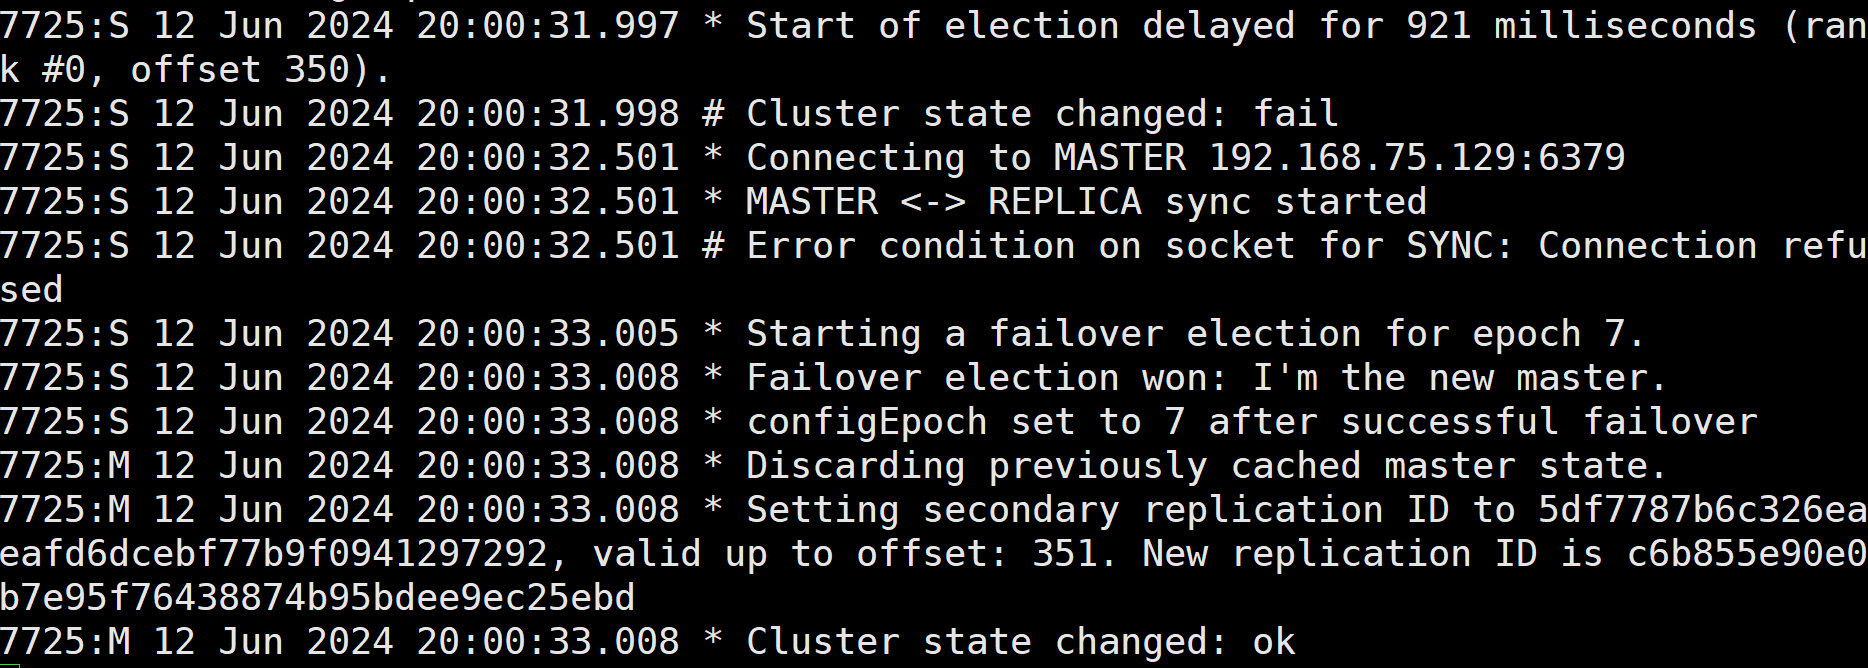 7725:S 12 Jun 2024 20:00:31.997 * Start of election delayed for 921 milliseconds (ran
k #0, offset 350).
7725:S 12 Jun 2024 20:00:31.998 # Cluster state changed: fail
7725:S 12 Jun 2024 20:00:32.501 * Connecting to MASTER 192.168.75.129:6379
7725:S 12 Jun 2024 20:00:32.501 * MASTER <-> REPLICA sync started
7725:S 12 Jun 2024 20:00:32.501 # Error condition on socket for SYNC: Connection refu
sed
7725:S 12 Jun 2024 20:00:33.005 * Starting a failover election for epoch 7.
7725:S 12 Jun 2024 20:00:33.008 * Failover election won: I'm the new master.
7725:S 12 Jun 2024 20:00:33.008 * configEpoch set to 7 after successful failover
7725:M 12 Jun 2024 20:00:33.008 * Discarding previously cached master state.
7725:M 12 Jun 2024 20:00:33.008 * Setting secondary replication ID to 5df7787b6c326ea
eafd6dcebf77b9f0941297292, valid up to offset: 351. New replication ID is c6b855e90e0
b7e95f76438874b95bdee9ec25ebd
7725:M 12 Jun 2024 20:00:33.008 * Cluster state changed: ok